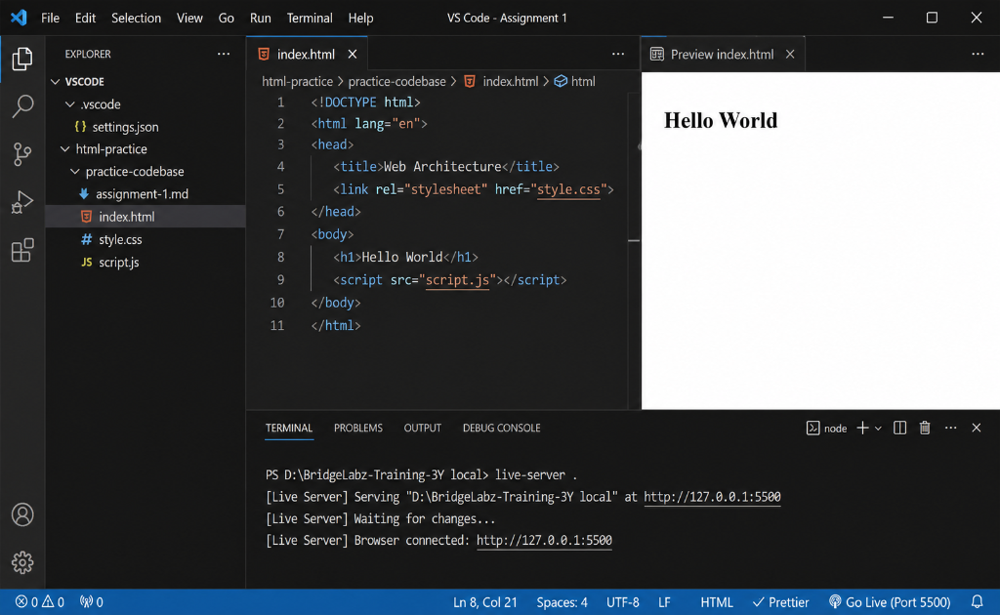 File Edit Selection View Go Run Terminal Help VS Code - Assignment 1
EXPLORER ...
VSCODE
.vscode
{} settings.json
html-practice
practice-codebase
assignment-1.md
index.html
# style.css
JS script.js
index.html
html-practice > practice-codebase > index.html > html
1 <!DOCTYPE html>
2 <html lang="en">
3 <head>
4 <title>Web Architecture</title>
5 <link rel="stylesheet" href="style.css">
6 </head>
7 <body>
8 <h1>Hello World</h1>
9 <script src="script.js"></script>
10 </body>
11 </html>
Preview index.html
Hello World
TERMINAL PROBLEMS OUTPUT DEBUG CONSOLE node
PS D:\BridgeLabz-Training-3Y local> live-server .
[Live Server] Serving "D:\BridgeLabz-Training-3Y local" at http://127.0.0.1:5500
[Live Server] Waiting for changes...
[Live Server] Browser connected: http://127.0.0.1:5500
0 0 0 Ln 8, Col 21 Spaces: 4 UTF-8 LF HTML Prettier Go Live (Port 5500)